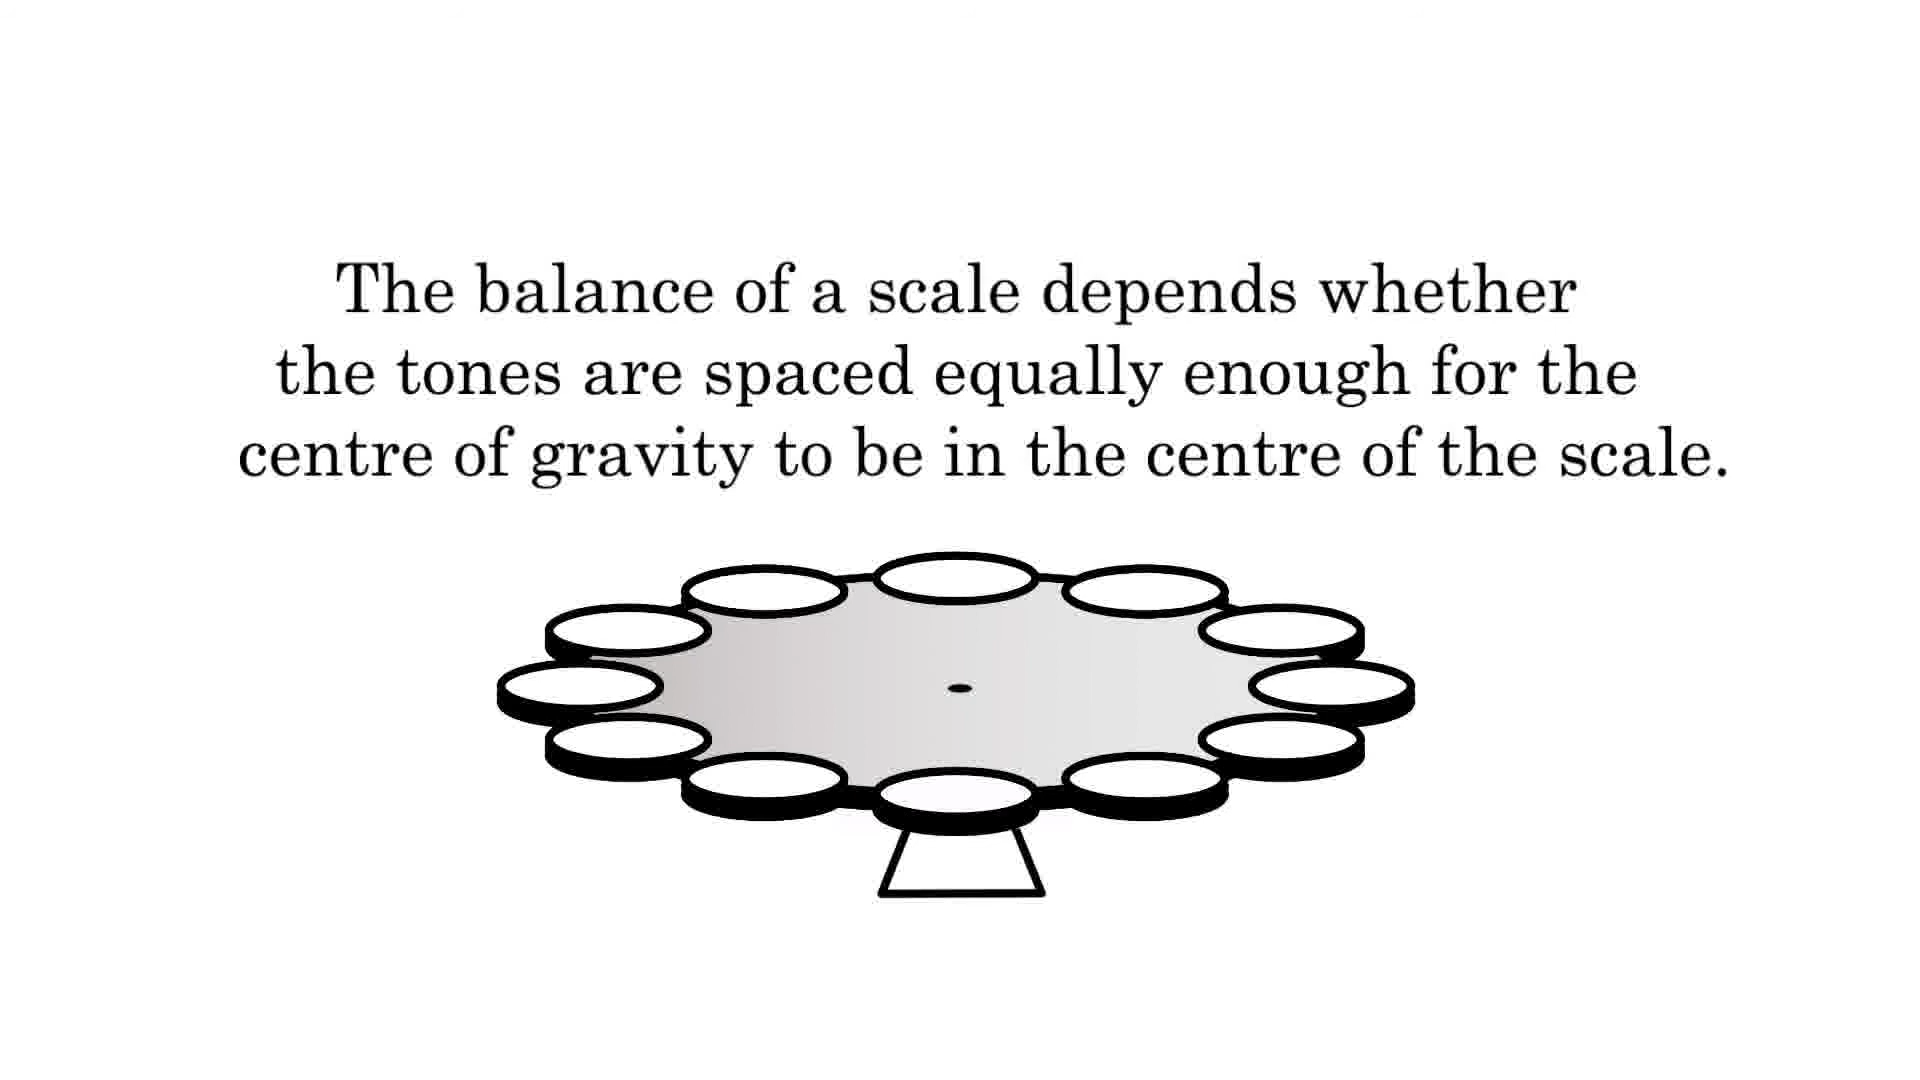 The balance of a scale depends whether
the tones are spaced equally enough for the
centre of gravity to be in the centre of the scale.